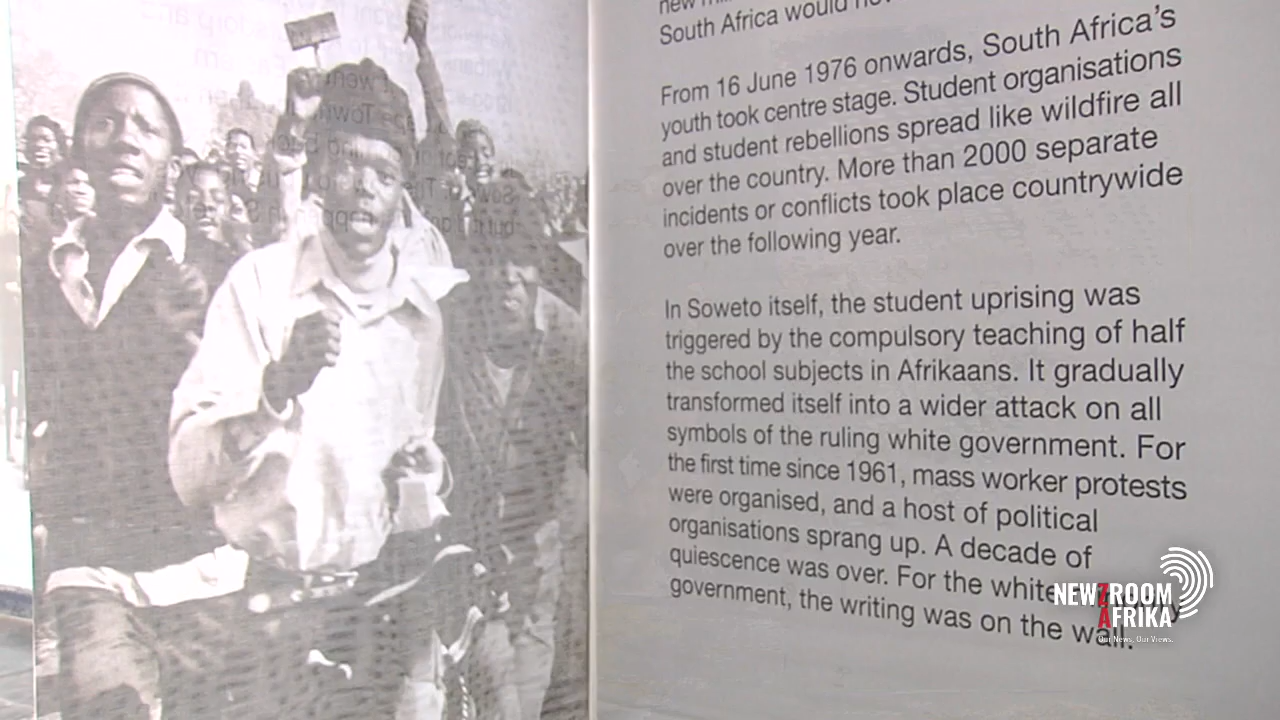 South Africa would
From 16 June 1976 onwards, South Africa's
youth took centre stage. Student organisations
and student rebellions spread like wildfire all
over the country. More than 2000 separate
incidents or conflicts took place countrywide
over the following year.
In Soweto itself, the student uprising was
triggered by the compulsory teaching of half
the school subjects in Afrikaans. It gradually
transformed itself into a wider attack on all
symbols of the ruling white government. For
the first time since 1961, mass worker protests
were organised, and a host of political
organisations sprang up. A decade of
quiescence was over. For the white
government, the writing was on the wall.
NEWZROOM
AFRIKA
Our News, Our Views.